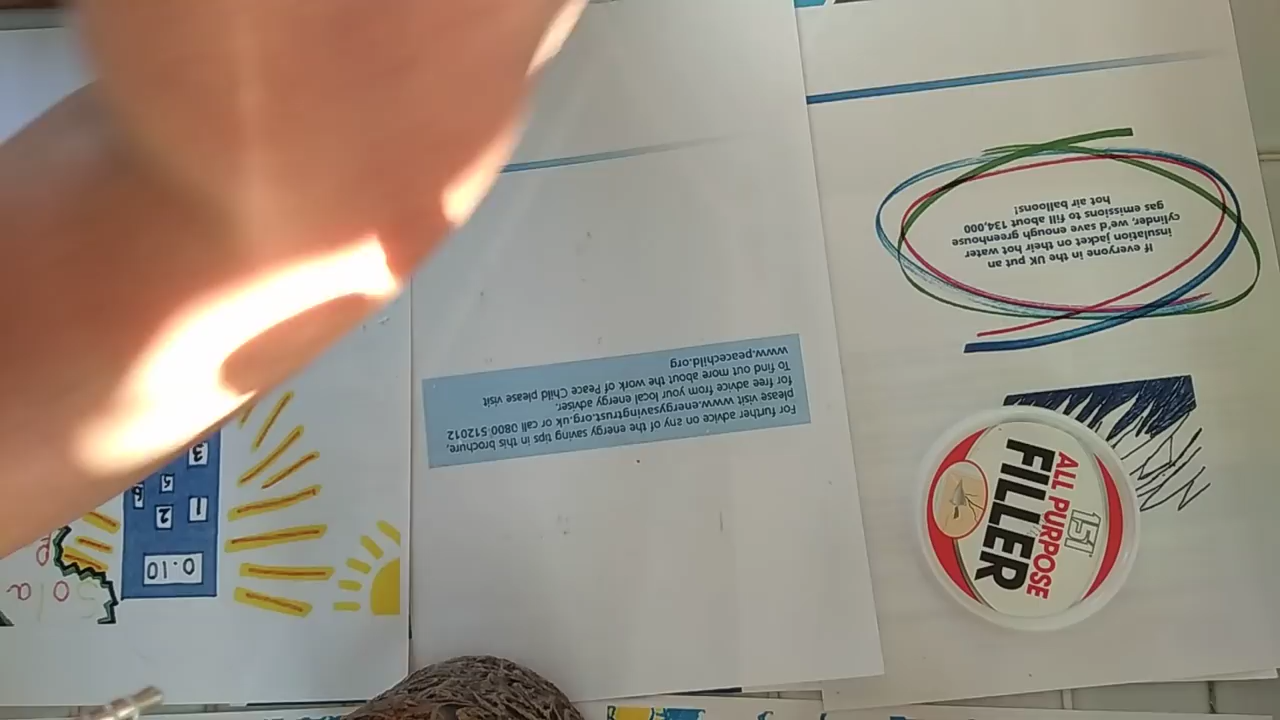 If everyone in the UK put an
insulation jacket on their hot water
cylinder, we'd save enough greenhouse
gas emissions to fill about 134,000
hot air balloons!
For further advice on any of the energy saving tips in this brochure,
please visit www.energysavingtrust.org.uk or call 0800 512012
for free advice from your local energy adviser.
To find out more about the work of Peace Child please visit
www.peacechild.org
151
ALL PURPOSE
FILLER
0.10
1
2
5
6
3